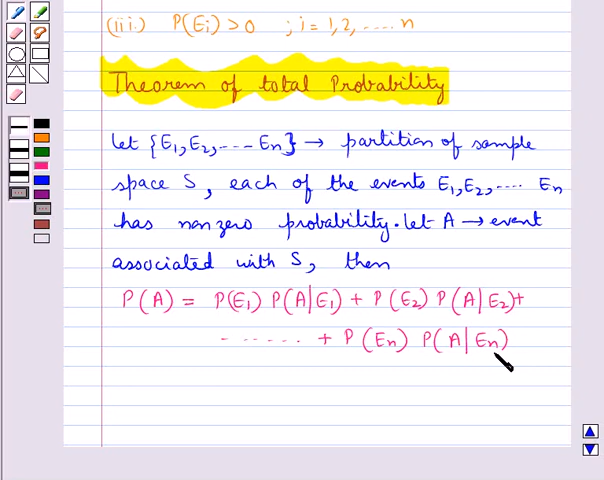 (iii.) P(Ei) > 0 ; i = 1, 2, ..... n
Theorem of total Probability
let {E1, E2, --- En} → partition of sample
space S, each of the events E1, E2, .... En
has nonzero probability. let A → event
associated with S, then
P(A) = P(E1) P(A|E1) + P(E2) P(A|E2) +
------- + P(En) P(A|En)